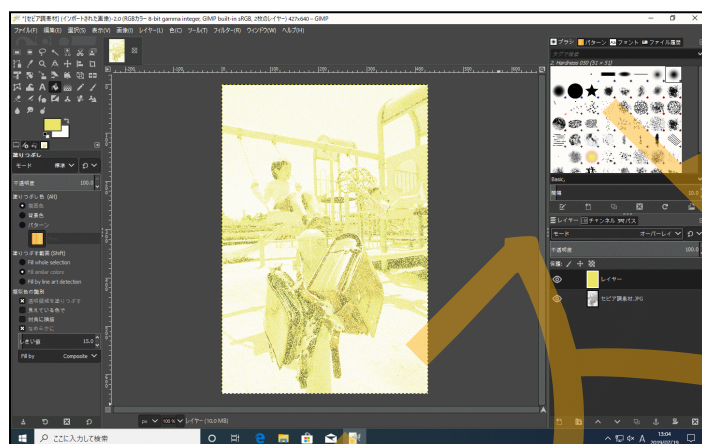 *[セピア調素材] (インポートされた画像)-2.0 (RGBカラー 8-bit gamma integer, GIMP built-in sRGB, 2枚のレイヤー) 427x640 – GIMP
ファイル(F) 編集(E) 選択(S) 表示(V) 画像(I) レイヤー(L) 色(C) ツール(T) フィルター(R) ウィンドウ(W) ヘルプ(H)
塗りつぶし
モード 標準
不透明度 100.0
塗りつぶし色 (Alt)
描画色
背景色
パターン
塗りつぶす範囲 (Shift)
Fill whole selection
Fill similar colors
Fill by line art detection
類似色の識別
透明領域を塗りつぶす
見えている色で
対角に隣接
なめらかに
しきい値 15.0
Fill by Composite
px 100 % レイヤー (10.0 MB)
ブラシ パターン フォント ファイル履歴
2. Hardness 050 (51 × 51)
Basic,
間隔 10.0
レイヤー チャンネル パス
モード オーバーレイ
不透明度 100.0
保護:
レイヤー
セピア調素材.JPG
ここに入力して検索
A
13:04
2019/07/19